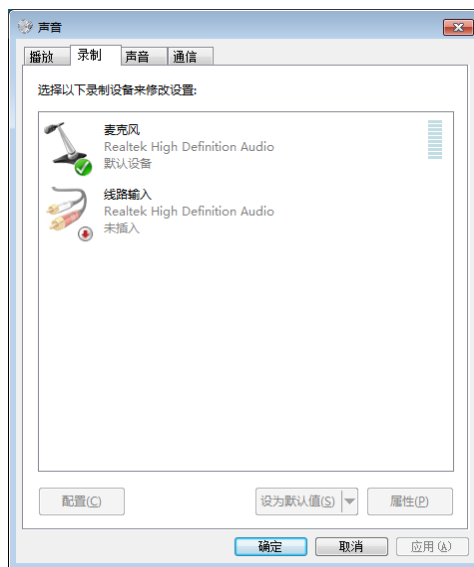 声音
播放 录制 声音 通信
选择以下录制设备来修改设置:
麦克风
Realtek High Definition Audio
默认设备
线路输入
Realtek High Definition Audio
未插入
配置(C) 设为默认值(S) 属性(P)
确定 取消 应用(A)